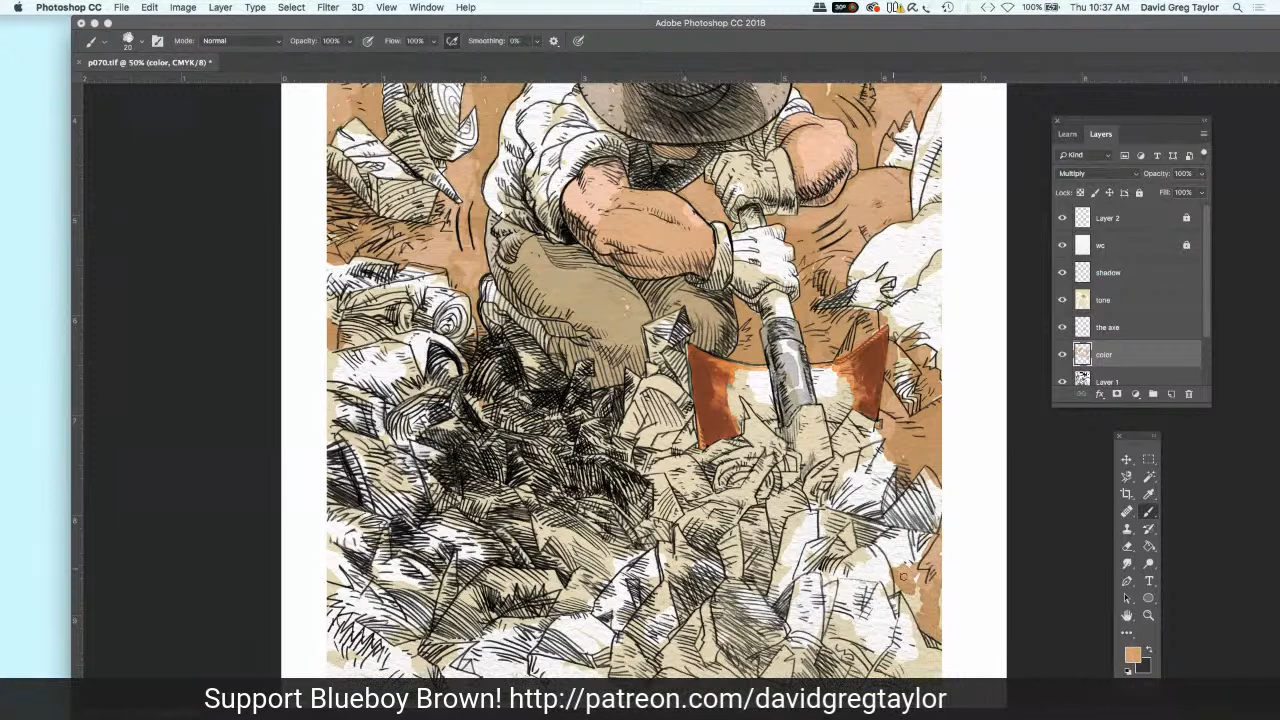 Photoshop CC File Edit Image Layer Type Select Filter 3D View Window Help 100% Thu 10:37 AM David Greg Taylor
Adobe Photoshop CC 2018
20 Mode: Normal Opacity: 100% Flow: 100% Smoothing: 0%
× p070.tif @ 50% (color, CMYK/8) *
Learn Layers
Kind
Multiply Opacity: 100%
Lock: Fill: 100%
Layer 2
wc
shadow
tone
the axe
color
Layer 1
Support Blueboy Brown! http://patreon.com/davidgregtaylor